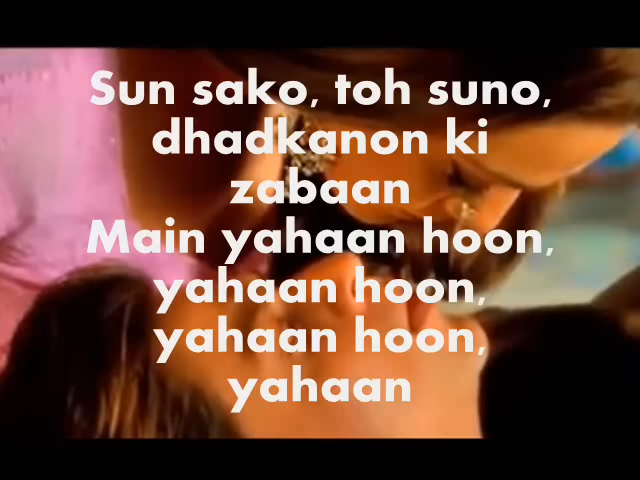 Sun sako, toh suno,
dhadkanon ki
zabaan
Main yahaan hoon,
yahaan hoon,
yahaan hoon,
yahaan